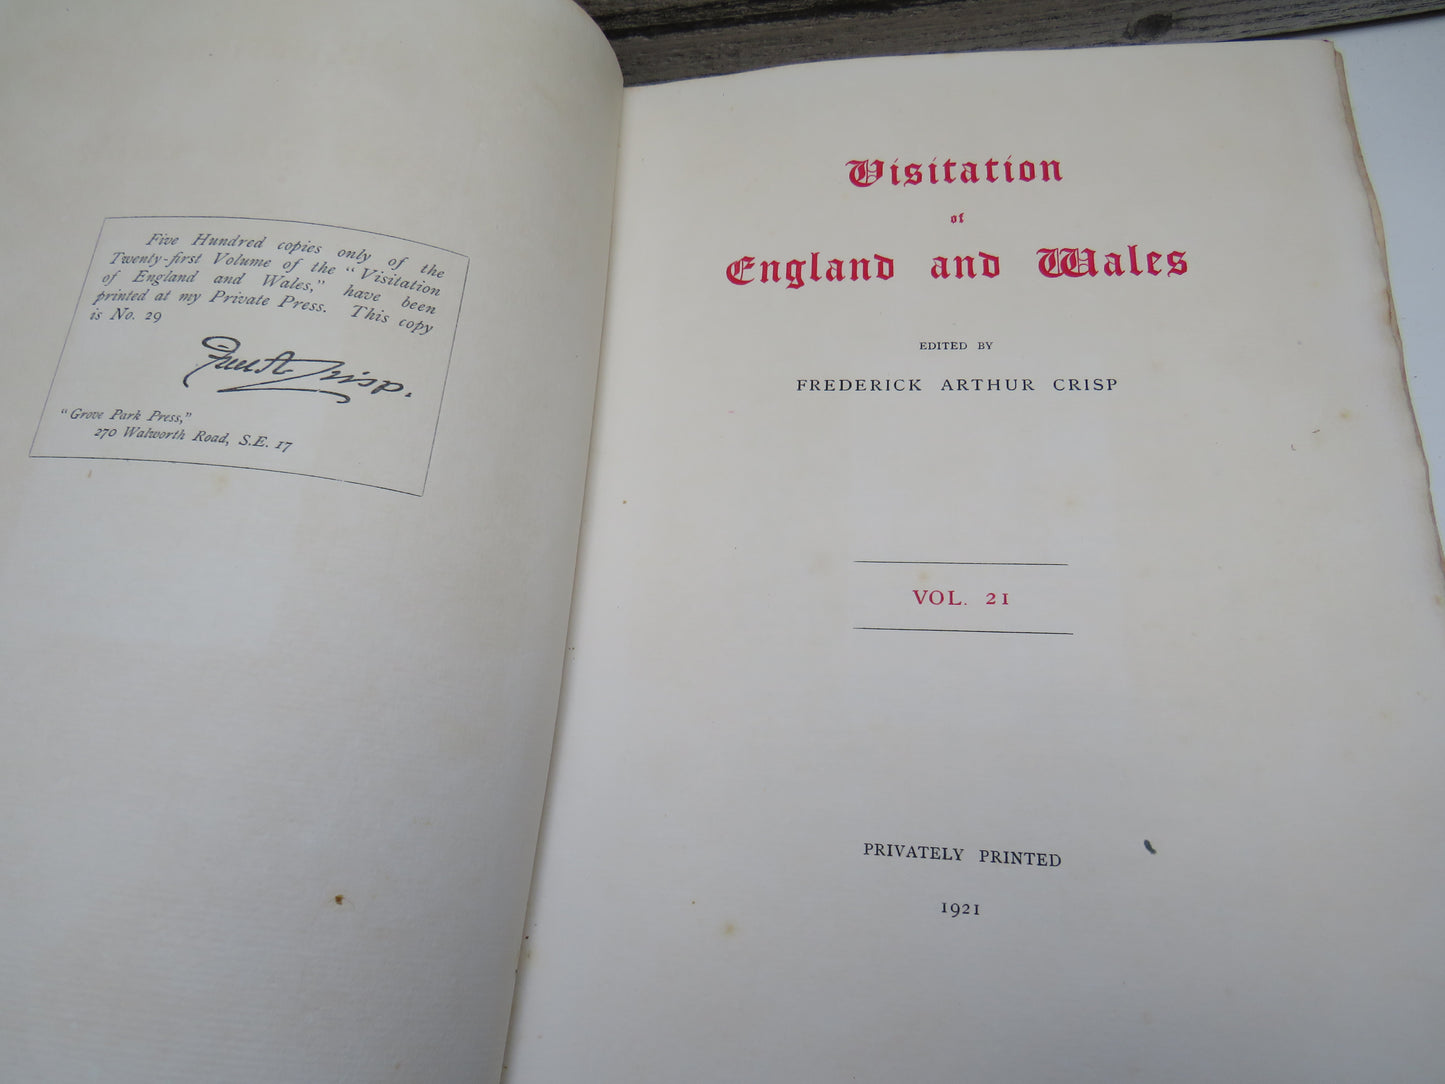 Five Hundred copies only of the
Twenty-first Volume of the "Visitation
of England and Wales," have been
printed at my Private Press. This copy
is No. 29
Fred A. Crisp.
"Grove Park Press,"
270 Walworth Road, S.E. 17
Visitation
of
England and Wales
EDITED BY
FREDERICK ARTHUR CRISP
VOL. 21
PRIVATELY PRINTED
1921